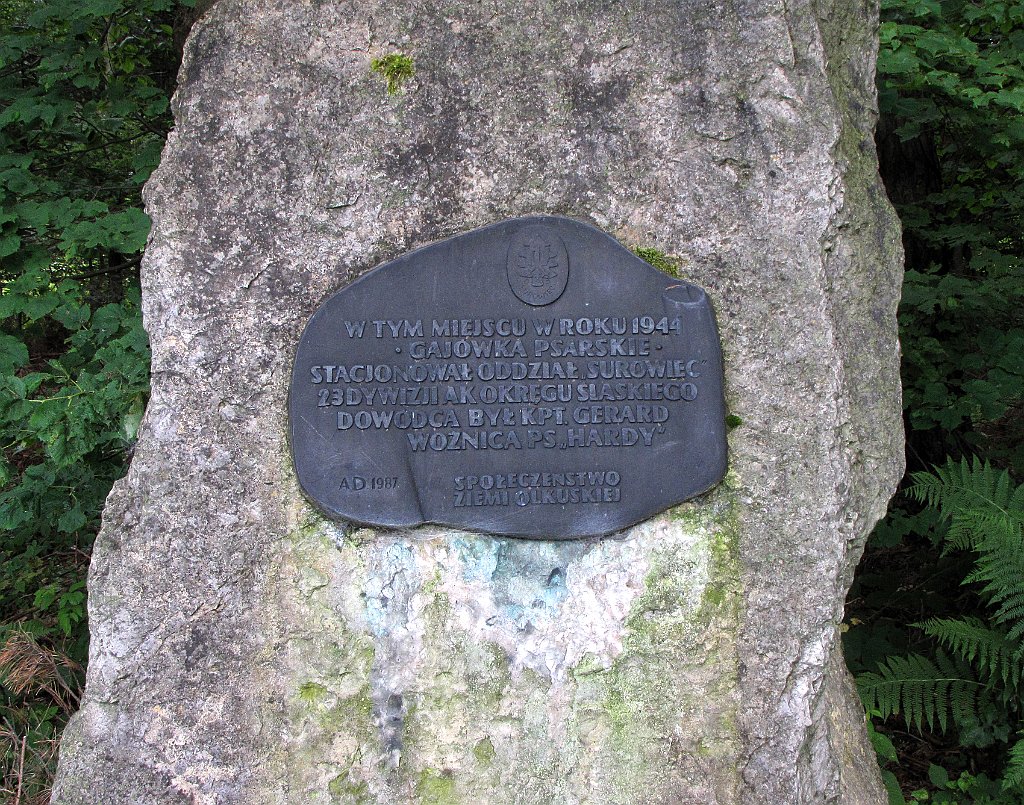 W TYM MIEJSCU W ROKU 1944
· GAJÓWKA PSARSKIE ·
STACJONOWAŁ ODDZIAŁ „SUROWIEC”
23 DYWIZJI AK OKRĘGU ŚLĄSKIEGO
DOWÓDCĄ BYŁ KPT. GERARD
WOŹNICA PS „HARDY”
AD 1987
SPOŁECZEŃSTWO
ZIEMI OLKUSKIEJ